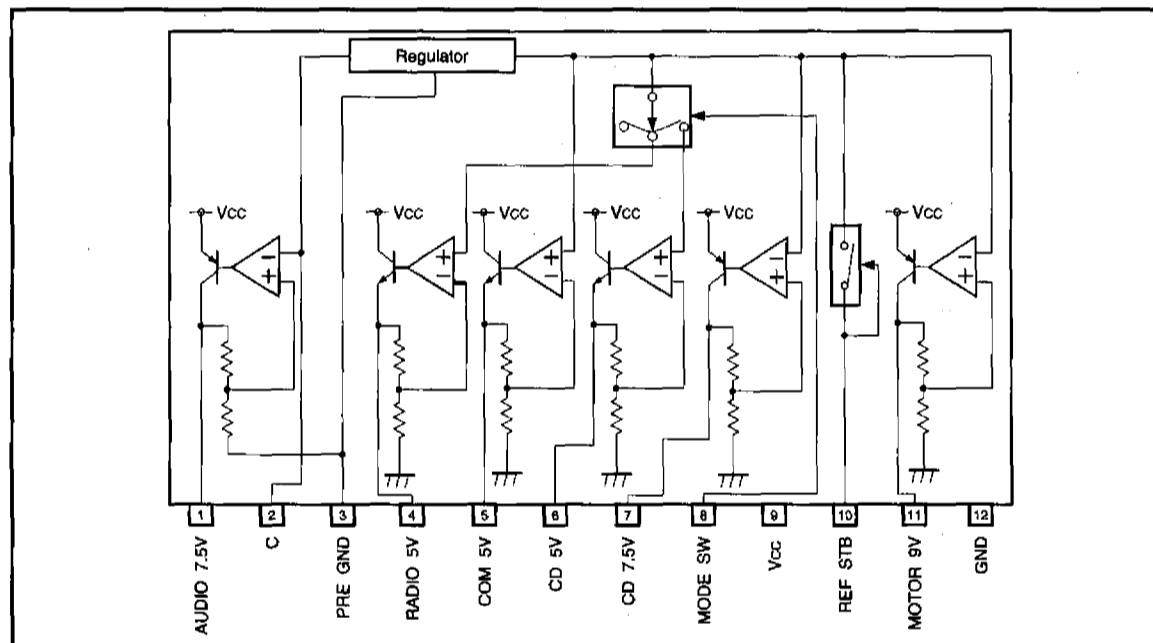 Regulator
Vcc
Vcc
Vcc
Vcc
Vcc
Vcc
− +
+ −
+ −
+ −
− +
− +
1 2 3 4 5 6 7 8 9 10 11 12
AUDIO 7.5V
C
PRE GND
RADIO 5V
COM 5V
CD 5V
CD 7.5V
MODE SW
Vcc
REF STB
MOTOR 9V
GND